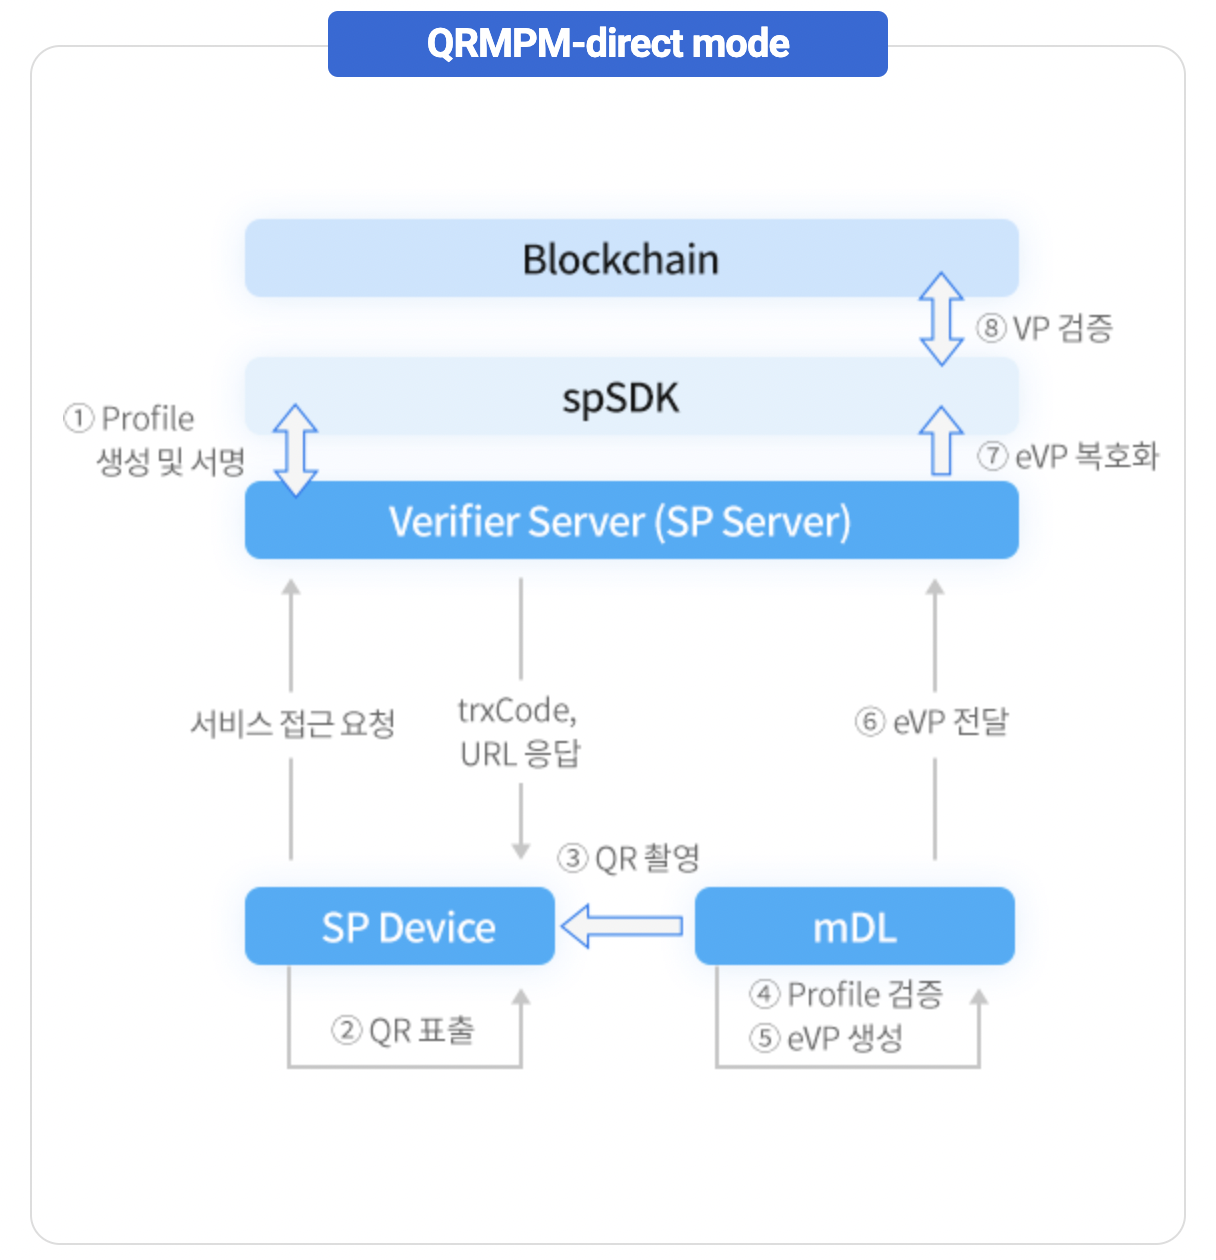 QRMPM-direct mode
Blockchain
⑧ VP 검증
spSDK
① Profile
생성 및 서명
⑦ eVP 복호화
Verifier Server (SP Server)
서비스 접근 요청
trxCode,
URL 응답
⑥ eVP 전달
③ QR 촬영
SP Device
mDL
② QR 표출
④ Profile 검증
⑤ eVP 생성